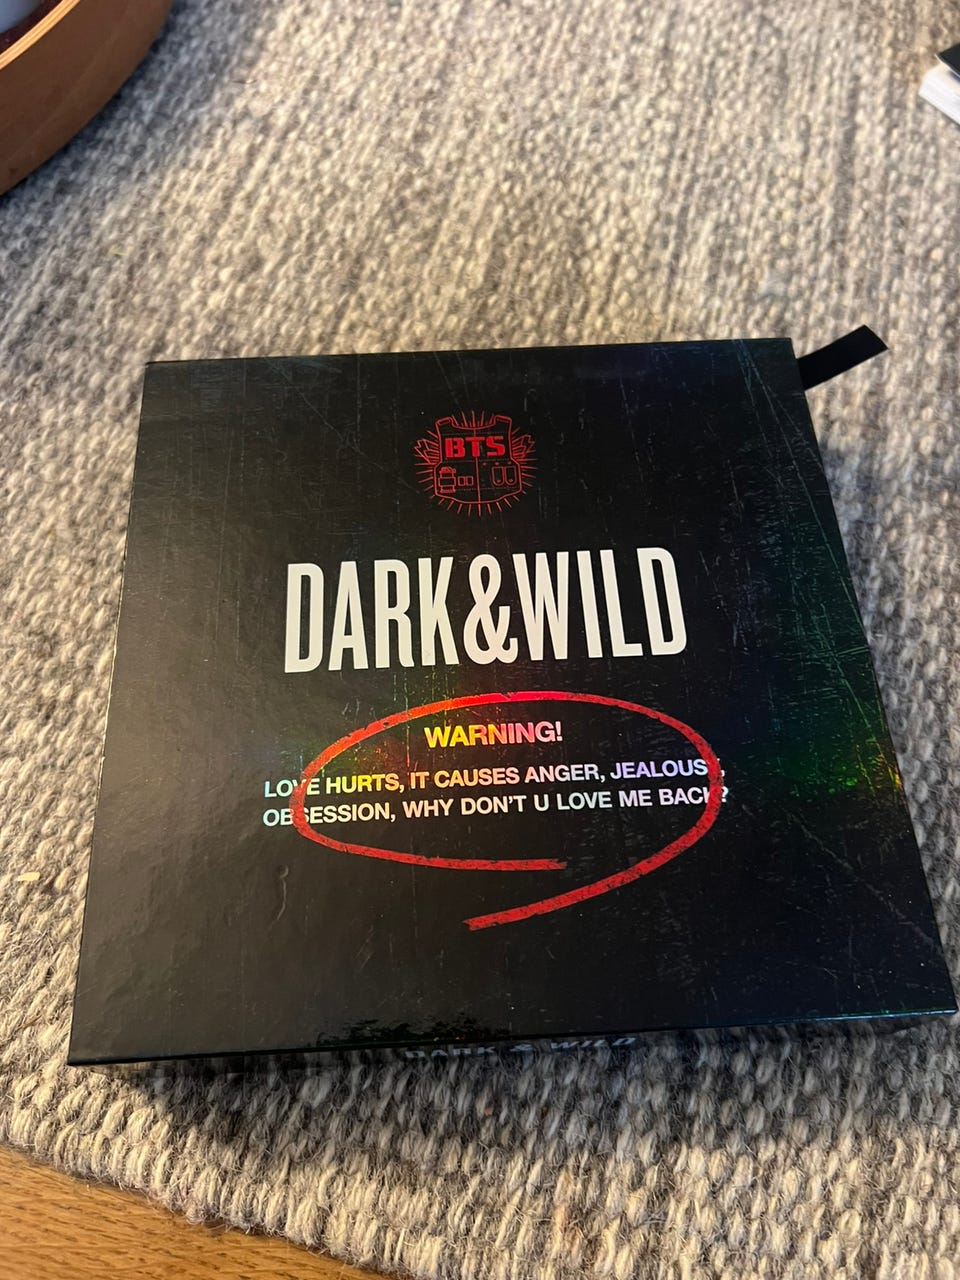 BTS
DARK&WILD
WARNING!
LOVE HURTS, IT CAUSES ANGER, JEALOUSY,
OBSESSION, WHY DON'T U LOVE ME BACK?
DARK & WILD